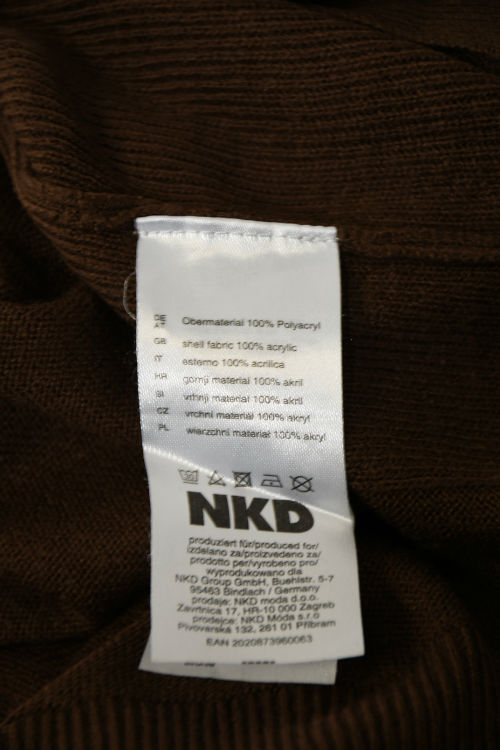 DE AT Obermaterial 100% Polyacryl
GB shell fabric 100% acrylic
IT esterno 100% acrilica
HR gornji material 100% akril
SI vrhnji material 100% akril
CZ vrchni materiál 100% akryl
PL wierzchni materiał 100% akryl
NKD
produziert für/produced for/
izdelano za/proizvedeno za/
prodotto per/vyrobeno pro/
wyprodukowano dla
NKD Group GmbH, Buehlstr. 5-7
95463 Bindlach / Germany
prodaje: NKD moda d.o.o.
Zavrtnica 17, HR-10 000 Zagreb
prodejce: NKD Móda s.r.o
Pivovarská 132, 261 01 Příbram
EAN 2020873960063